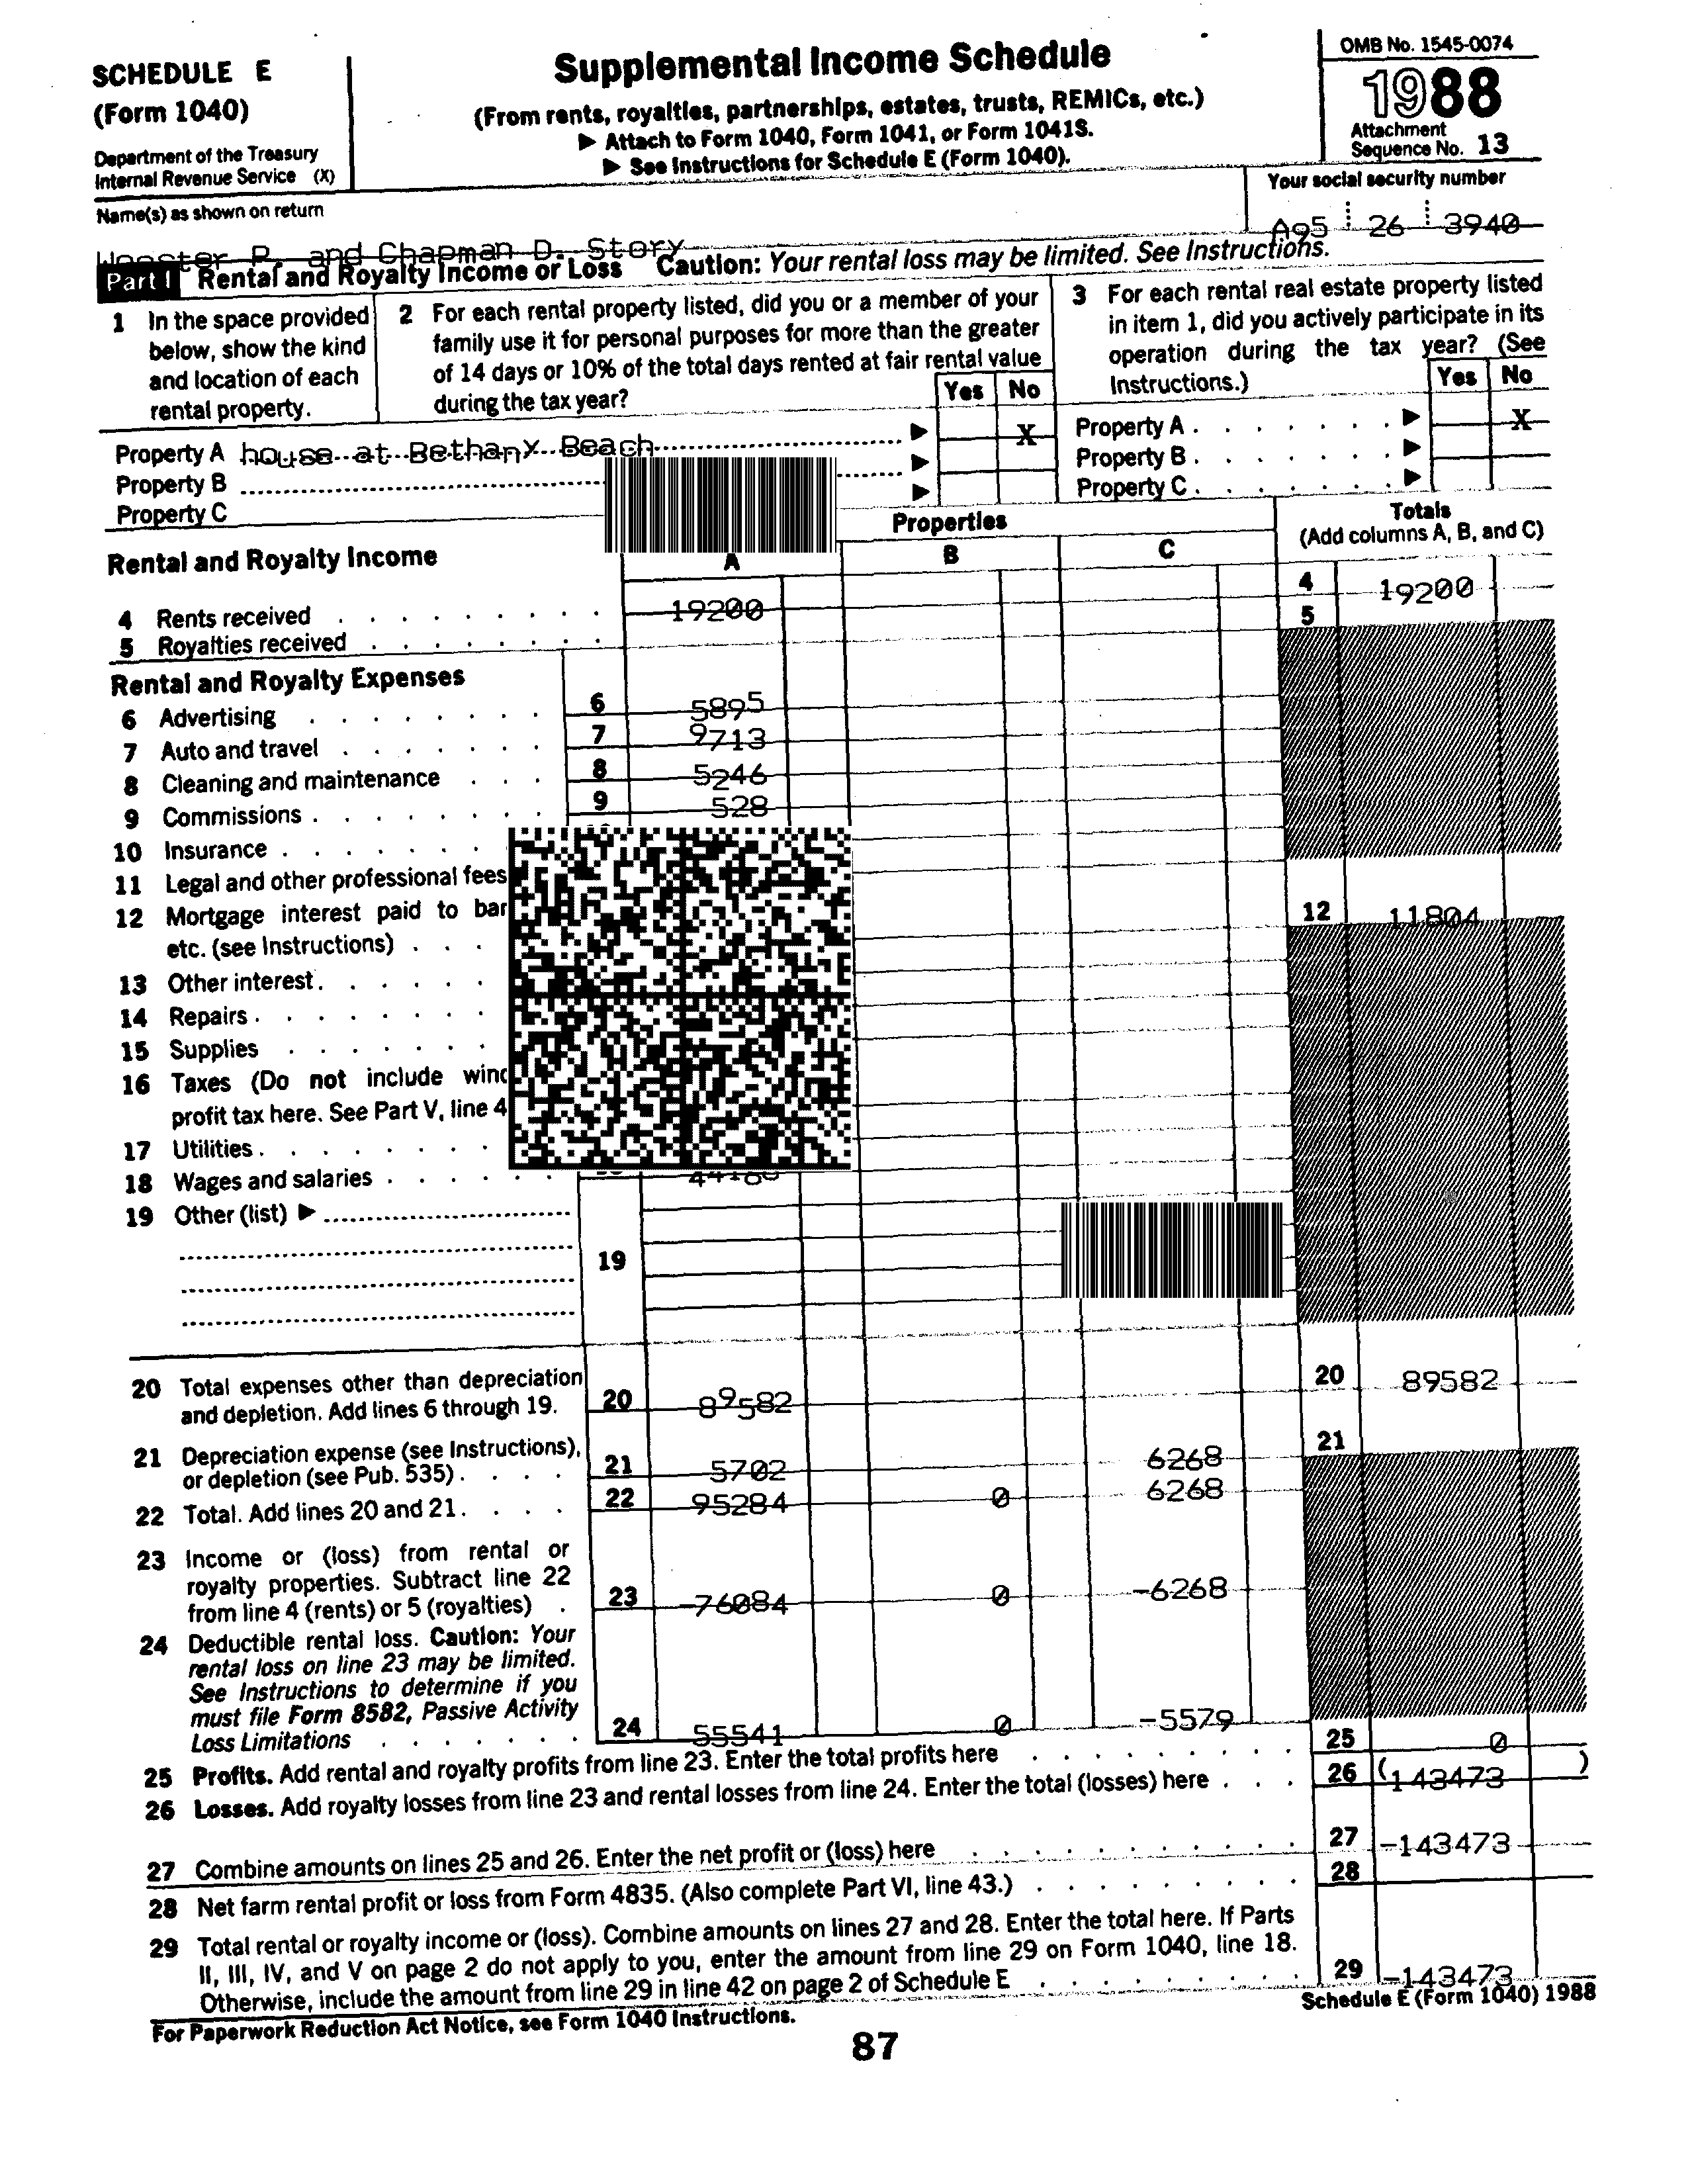 SCHEDULE E
(Form 1040)
Department of the Treasury
Internal Revenue Service (X)
Supplemental Income Schedule
(From rents, royalties, partnerships, estates, trusts, REMICs, etc.)
▶ Attach to Form 1040, Form 1041, or Form 1041S.
▶ See Instructions for Schedule E (Form 1040).
OMB No. 1545-0074
1988
Attachment
Sequence No. 13
Name(s) as shown on return
Your social security number
P. and Chapman D. Story
A95 26 3940
Part I Rental and Royalty Income or Loss Caution: Your rental loss may be limited. See Instructions.
1 In the space provided
below, show the kind
and location of each
rental property.
2 For each rental property listed, did you or a member of your
family use it for personal purposes for more than the greater
of 14 days or 10% of the total days rented at fair rental value
during the tax year?
Yes No
3 For each rental real estate property listed
in item 1, did you actively participate in its
operation during the tax year? (See
Instructions.)
Yes No
Property A house at Bethany Beach ▶ X Property A ▶ X
Property B ▶ Property B ▶
Property C ▶ Property C ▶
Rental and Royalty Income
Properties
A B C
Totals
(Add columns A, B, and C)
4 Rents received 19200 4 19200
5 Royalties received 5
Rental and Royalty Expenses
6 Advertising 6 5895
7 Auto and travel 7 9713
8 Cleaning and maintenance 8 5246
9 Commissions 9 528
10 Insurance
11 Legal and other professional fees
12 Mortgage interest paid to
etc. (see Instructions) 12 11804
13 Other interest
14 Repairs
15 Supplies
16 Taxes (Do not include
profit tax here. See Part V, line 4
17 Utilities
18 Wages and salaries
19 Other (list) ▶
19
20 Total expenses other than depreciation
and depletion. Add lines 6 through 19. 20 89582 20 89582
21 Depreciation expense (see Instructions),
or depletion (see Pub. 535) 21 5702 6268 21
22 Total. Add lines 20 and 21 22 95284 0 6268
23 Income or (loss) from rental or
royalty properties. Subtract line 22
from line 4 (rents) or 5 (royalties) 23 -76084 0 -6268
24 Deductible rental loss. Caution: Your
rental loss on line 23 may be limited.
See Instructions to determine if you
must file Form 8582, Passive Activity
Loss Limitations 24 55541 0 -5579
25 Profits. Add rental and royalty profits from line 23. Enter the total profits here 25 0
26 Losses. Add royalty losses from line 23 and rental losses from line 24. Enter the total (losses) here 26 (143473)
27 Combine amounts on lines 25 and 26. Enter the net profit or (loss) here 27 -143473
28 Net farm rental profit or loss from Form 4835. (Also complete Part VI, line 43.) 28
29 Total rental or royalty income or (loss). Combine amounts on lines 27 and 28. Enter the total here. If Parts
II, III, IV, and V on page 2 do not apply to you, enter the amount from line 29 on Form 1040, line 18.
Otherwise, include the amount from line 29 in line 42 on page 2 of Schedule E 29 -143473
For Paperwork Reduction Act Notice, see Form 1040 Instructions.
Schedule E (Form 1040) 1988
87